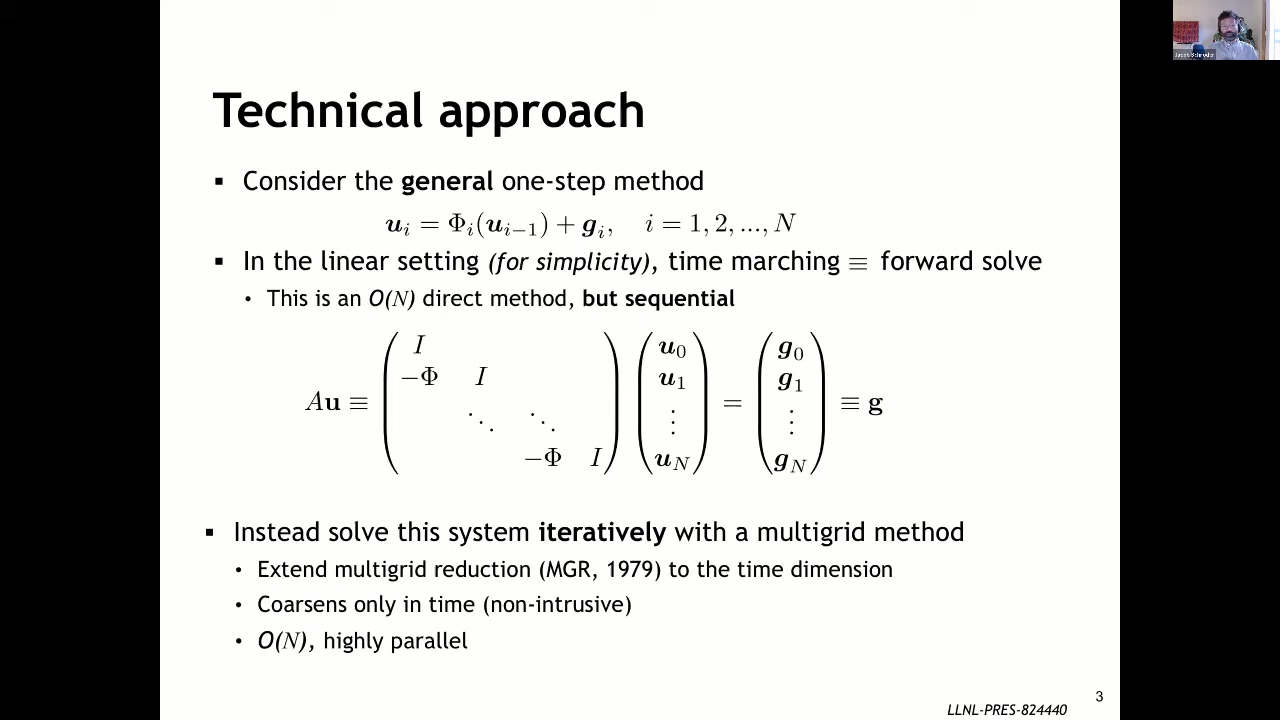 Jacob Schroder
Technical approach
▪ Consider the general one-step method
u_i = Φ_i(u_{i−1}) + g_i, i = 1, 2, ..., N
▪ In the linear setting (for simicity), time marching ≡ forward solve
• This is an O(N) direct method, but sequential
I u_0 g_0
−Φ I u_1 g_1
Au ≡ ⋱ ⋱ ⋮ = ⋮ ≡ g
−Φ I u_N g_N
▪ Instead solve this system iteratively with a multigrid method
• Extend multigrid reduction (MGR, 1979) to the time dimension
• Coarsens only in time (non-intrusive)
• O(N), highly parallel
3
LLNL-PRES-824440